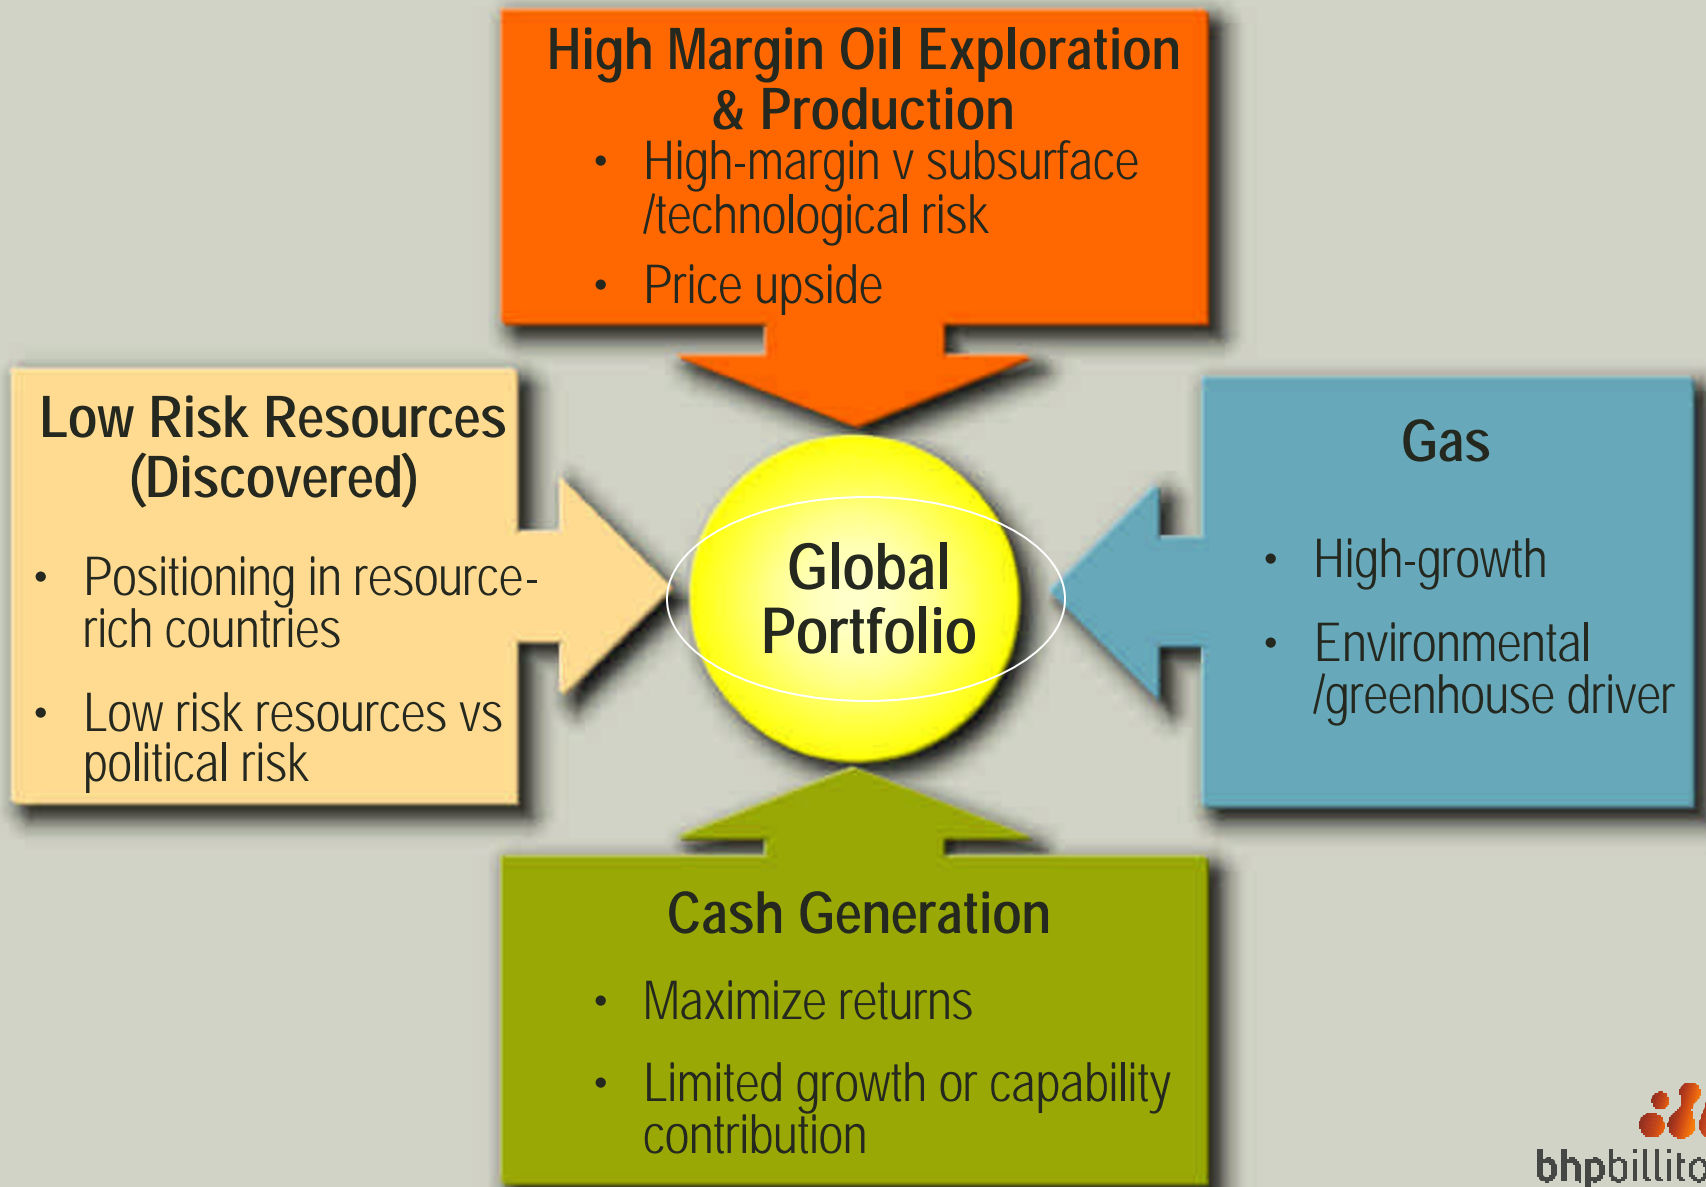 High Margin Oil Exploration
& Production
• High-margin v subsurface
/technological risk
• Price upside
Low Risk Resources
(Discovered)
• Positioning in resource-
rich countries
• Low risk resources vs
political risk
Global
Portfolio
Gas
• High-growth
• Environmental
/greenhouse driver
Cash Generation
• Maximize returns
• Limited growth or capability
contribution
bhpbillito